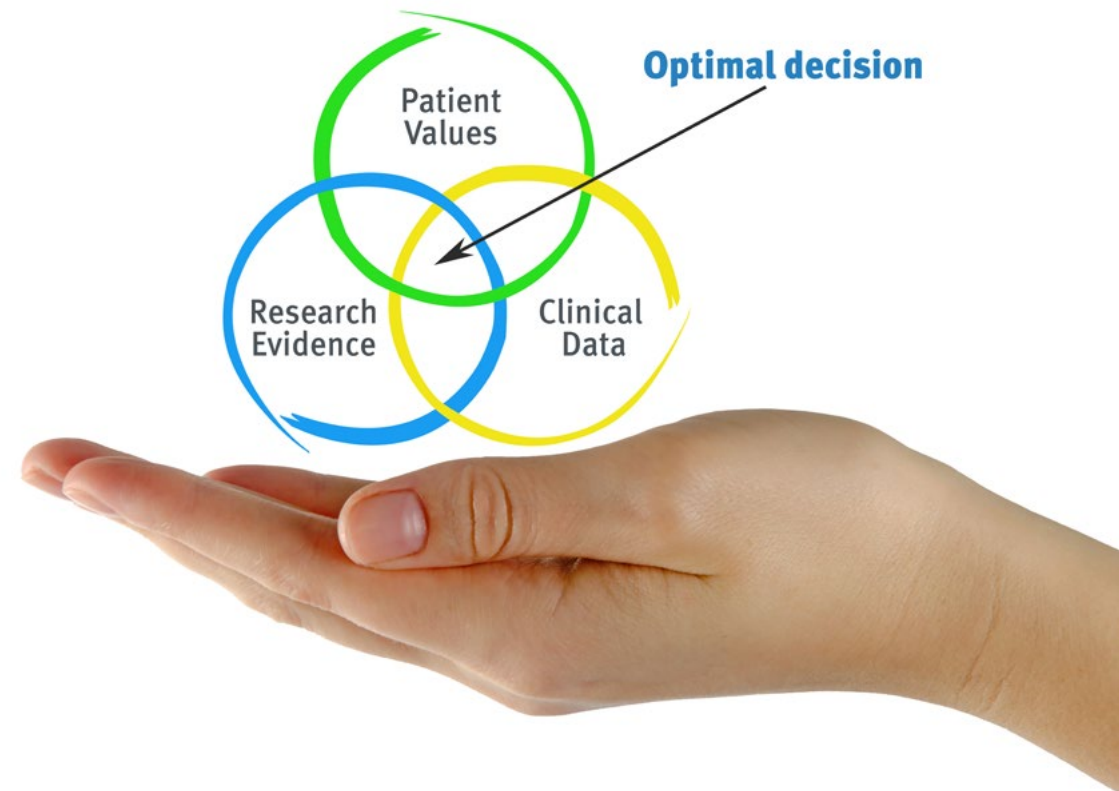 Optimal decision
Patient
Values
Research
Evidence
Clinical
Data